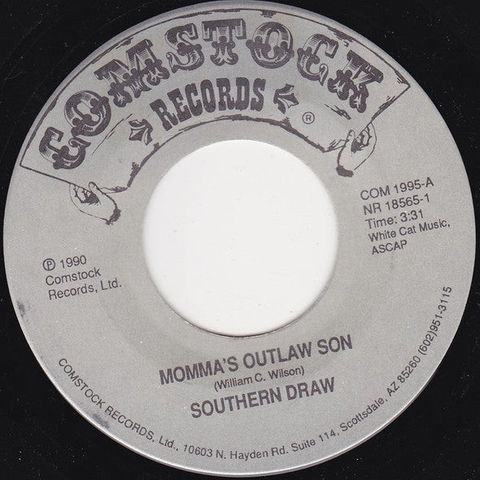 COMSTOCK
RECORDS ®
COM 1995-A
NR 18565-1
Time: 3:31
White Cat Music,
ASCAP
℗ 1990
Comstock
Records, Ltd.
MOMMA'S OUTLAW SON
(William C. Wilson)
SOUTHERN DRAW
COMSTOCK RECORDS, Ltd., 10603 N. Hayden Rd. Suite 114, Scottsdale, AZ 85260 (602)951-3115